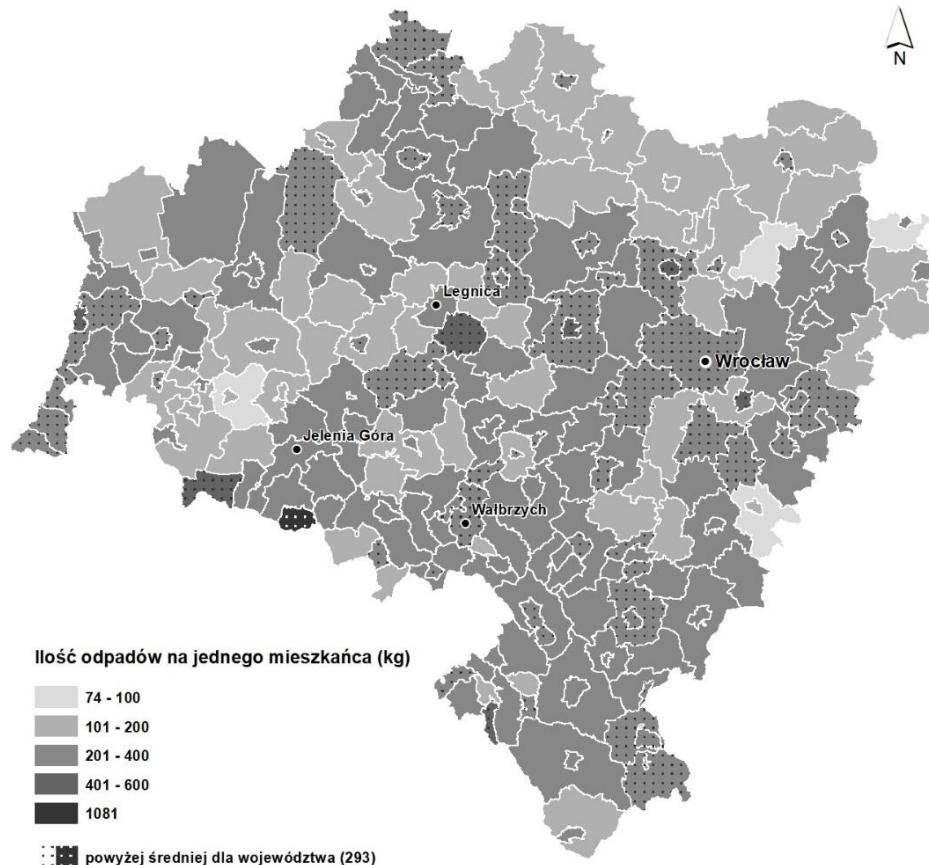 N
Legnica
Wrocław
Jelenia Góra
Wałbrzych
Ilość odpadów na jednego mieszkańca (kg)
74 - 100
101 - 200
201 - 400
401 - 600
1081
powyżej średniej dla województwa (293)